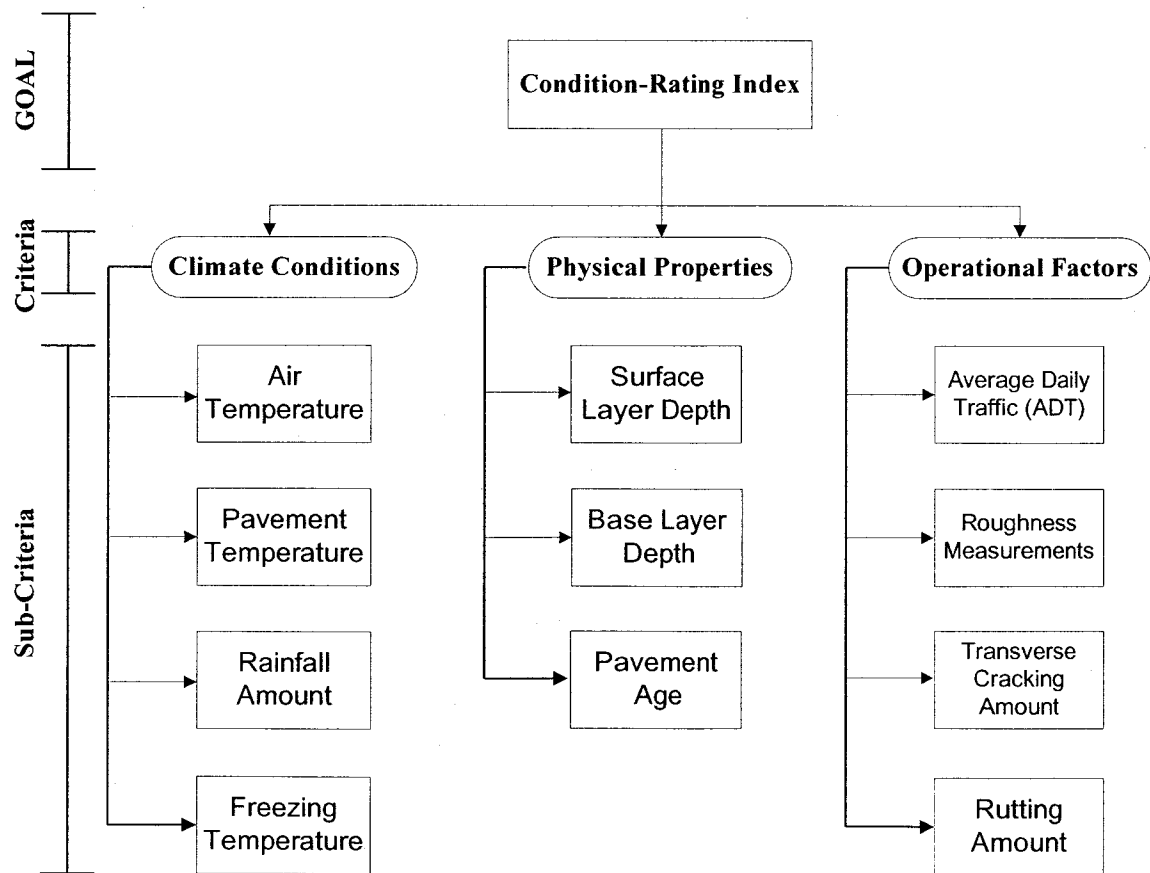 GOAL
Condition-Rating Index
Criteria
Climate Conditions
Physical Properties
Operational Factors
Sub-Criteria
Air
Temperature
Pavement
Temperature
Rainfall
Amount
Freezing
Temperature
Surface
Layer Depth
Base Layer
Depth
Pavement
Age
Average Daily
Traffic (ADT)
Roughness
Measurements
Transverse
Cracking
Amount
Rutting
Amount